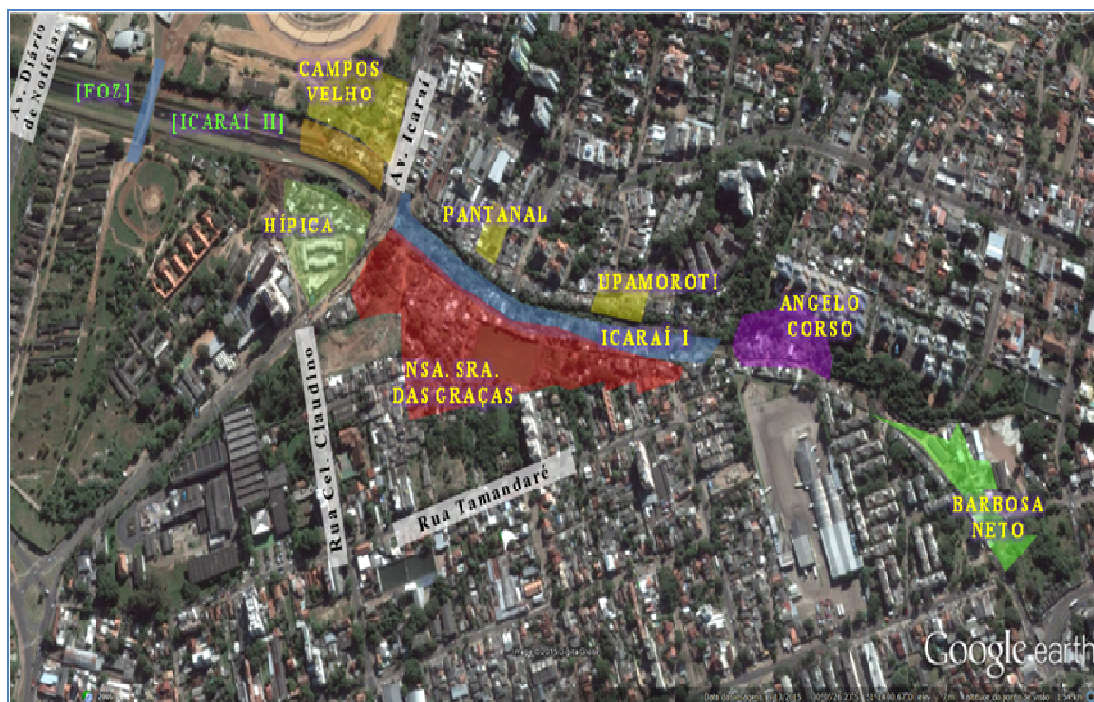 Av. Diário
de Notícias
[FOZ]
[ICARAÍ II]
CAMPOS
VELHO
Av. Icaraí
HÍPICA
PANTANAL
UPAMOROTI
ICARAÍ I
ANGELO
CORSO
NSA. SRA.
DAS GRAÇAS
Rua Cel. Claudino
Rua Tamandaré
BARBOSA
NETO
Google earth